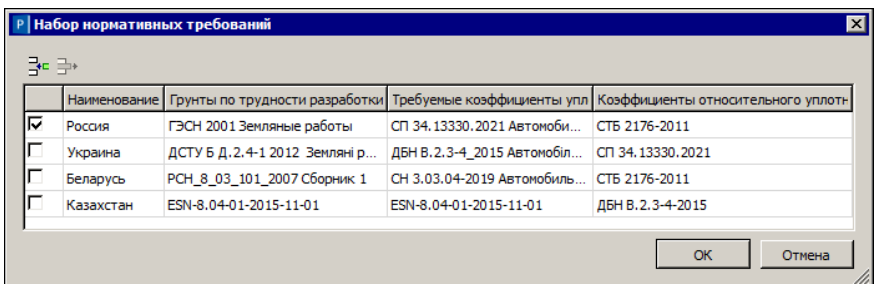 P Набор нормативных требований
Наименование Грунты по трудности разработки Требуемые коэффициенты упл Коэффициенты относительного уплотн
Россия ГЭСН 2001 Земляные работы СП 34.13330.2021 Автомоби... СТБ 2176-2011
Украина ДСТУ Б Д.2.4-1 2012 Земляні р... ДБН В.2.3-4_2015 Автомобіл... СП 34.13330.2021
Беларусь РСН_8_03_101_2007 Сборник 1 СН 3.03.04-2019 Автомобиль... СТБ 2176-2011
Казахстан ESN-8.04-01-2015-11-01 ESN-8.04-01-2015-11-01 ДБН В.2.3-4-2015
ОК Отмена